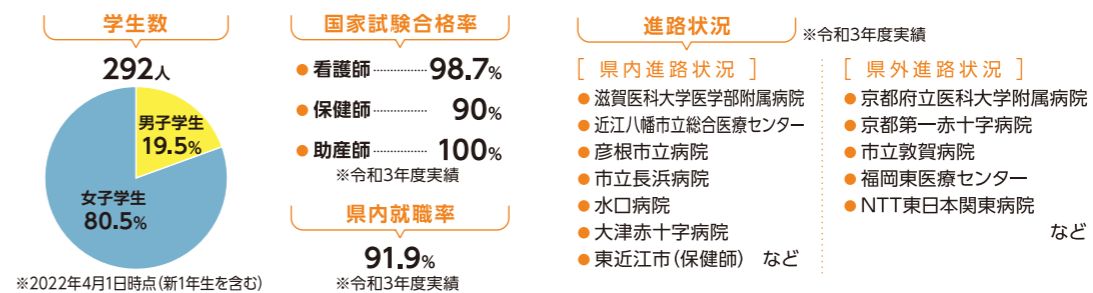 学生数
292人
男子学生
19.5%
女子学生
80.5%
※2022年4月1日時点(新1年生を含む)
国家試験合格率
●看護師 98.7%
●保健師 90%
●助産師 100%
※令和3年度実績
県内就職率
91.9%
※令和3年度実績
進路状況
※令和3年度実績
[県内進路状況]
●滋賀医科大学医学部附属病院
●近江八幡市立総合医療センター
●彦根市立病院
●市立長浜病院
●水口病院
●大津赤十字病院
●東近江市(保健師) など
[県外進路状況]
●京都府立医科大学附属病院
●京都第一赤十字病院
●市立敦賀病院
●福岡東医療センター
●NTT東日本関東病院
など